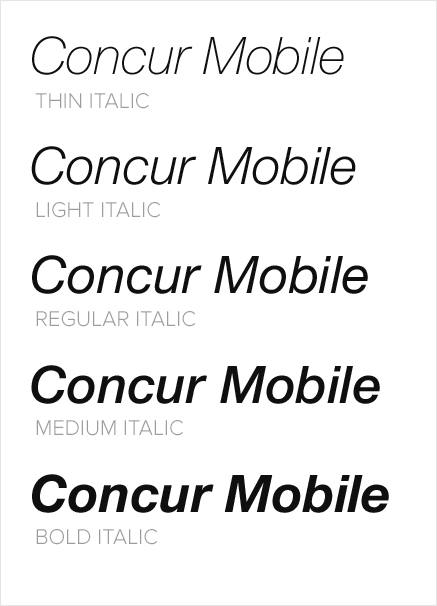 Concur Mobile
THIN ITALIC
Concur Mobile
LIGHT ITALIC
Concur Mobile
REGULAR ITALIC
Concur Mobile
MEDIUM ITALIC
Concur Mobile
BOLD ITALIC